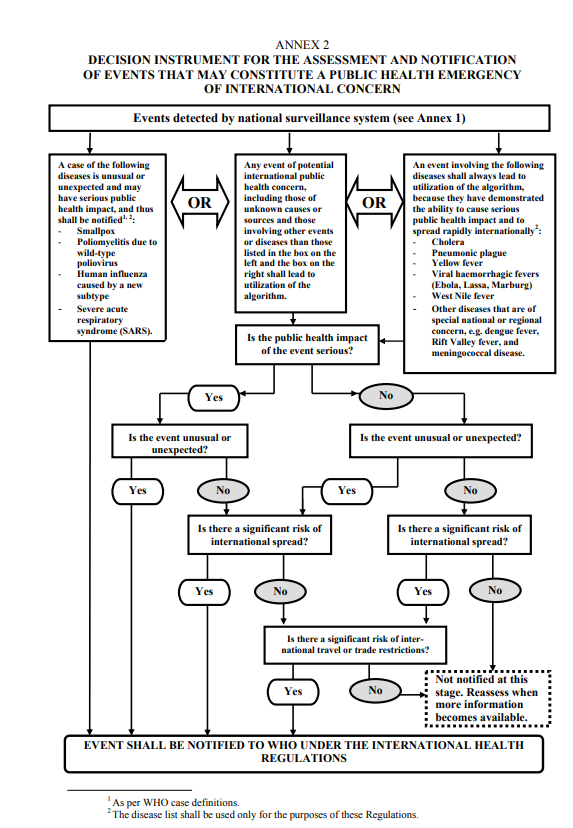 ANNEX 2
DECISION INSTRUMENT FOR THE ASSESSMENT AND NOTIFICATION
OF EVENTS THAT MAY CONSTITUTE A PUBLIC HEALTH EMERGENCY
OF INTERNATIONAL CONCERN
Events detected by national surveillance system (see Annex 1)
A case of the following
diseases is unusual or
unexpected and may
have serious public
health impact, and thus
shall be notified1, 2:
- Smallpox
- Poliomyelitis due to
wild-type
poliovirus
- Human influenza
caused by a new
subtype
- Severe acute
respiratory
syndrome (SARS).
OR
Any event of potential
international public
health concern,
including those of
unknown causes or
sources and those
involving other events
or diseases than those
listed in the box on the
left and the box on the
right shall lead to
utilization of the
algorithm.
OR
An event involving the following
diseases shall always lead to
utilization of the algorithm,
because they have demonstrated
the ability to cause serious
public health impact and to
spread rapidly internationally2:
- Cholera
- Pneumonic plague
- Yellow fever
- Viral haemorrhagic fevers
(Ebola, Lassa, Marburg)
- West Nile fever
- Other diseases that are of
special national or regional
concern, e.g. dengue fever,
Rift Valley fever, and
meningococcal disease.
Is the public health impact
of the event serious?
Yes
No
Is the event unusual or
unexpected?
Is the event unusual or unexpected?
Yes
No
Yes
No
Is there a significant risk of
international spread?
Is there a significant risk of
international spread?
Yes
No
Yes
No
Is there a significant risk of inter-
national travel or trade restrictions?
Yes
No
Not notified at this
stage. Reassess when
more information
becomes available.
EVENT SHALL BE NOTIFIED TO WHO UNDER THE INTERNATIONAL HEALTH
REGULATIONS
1 As per WHO case definitions.
2 The disease list shall be used only for the purposes of these Regulations.